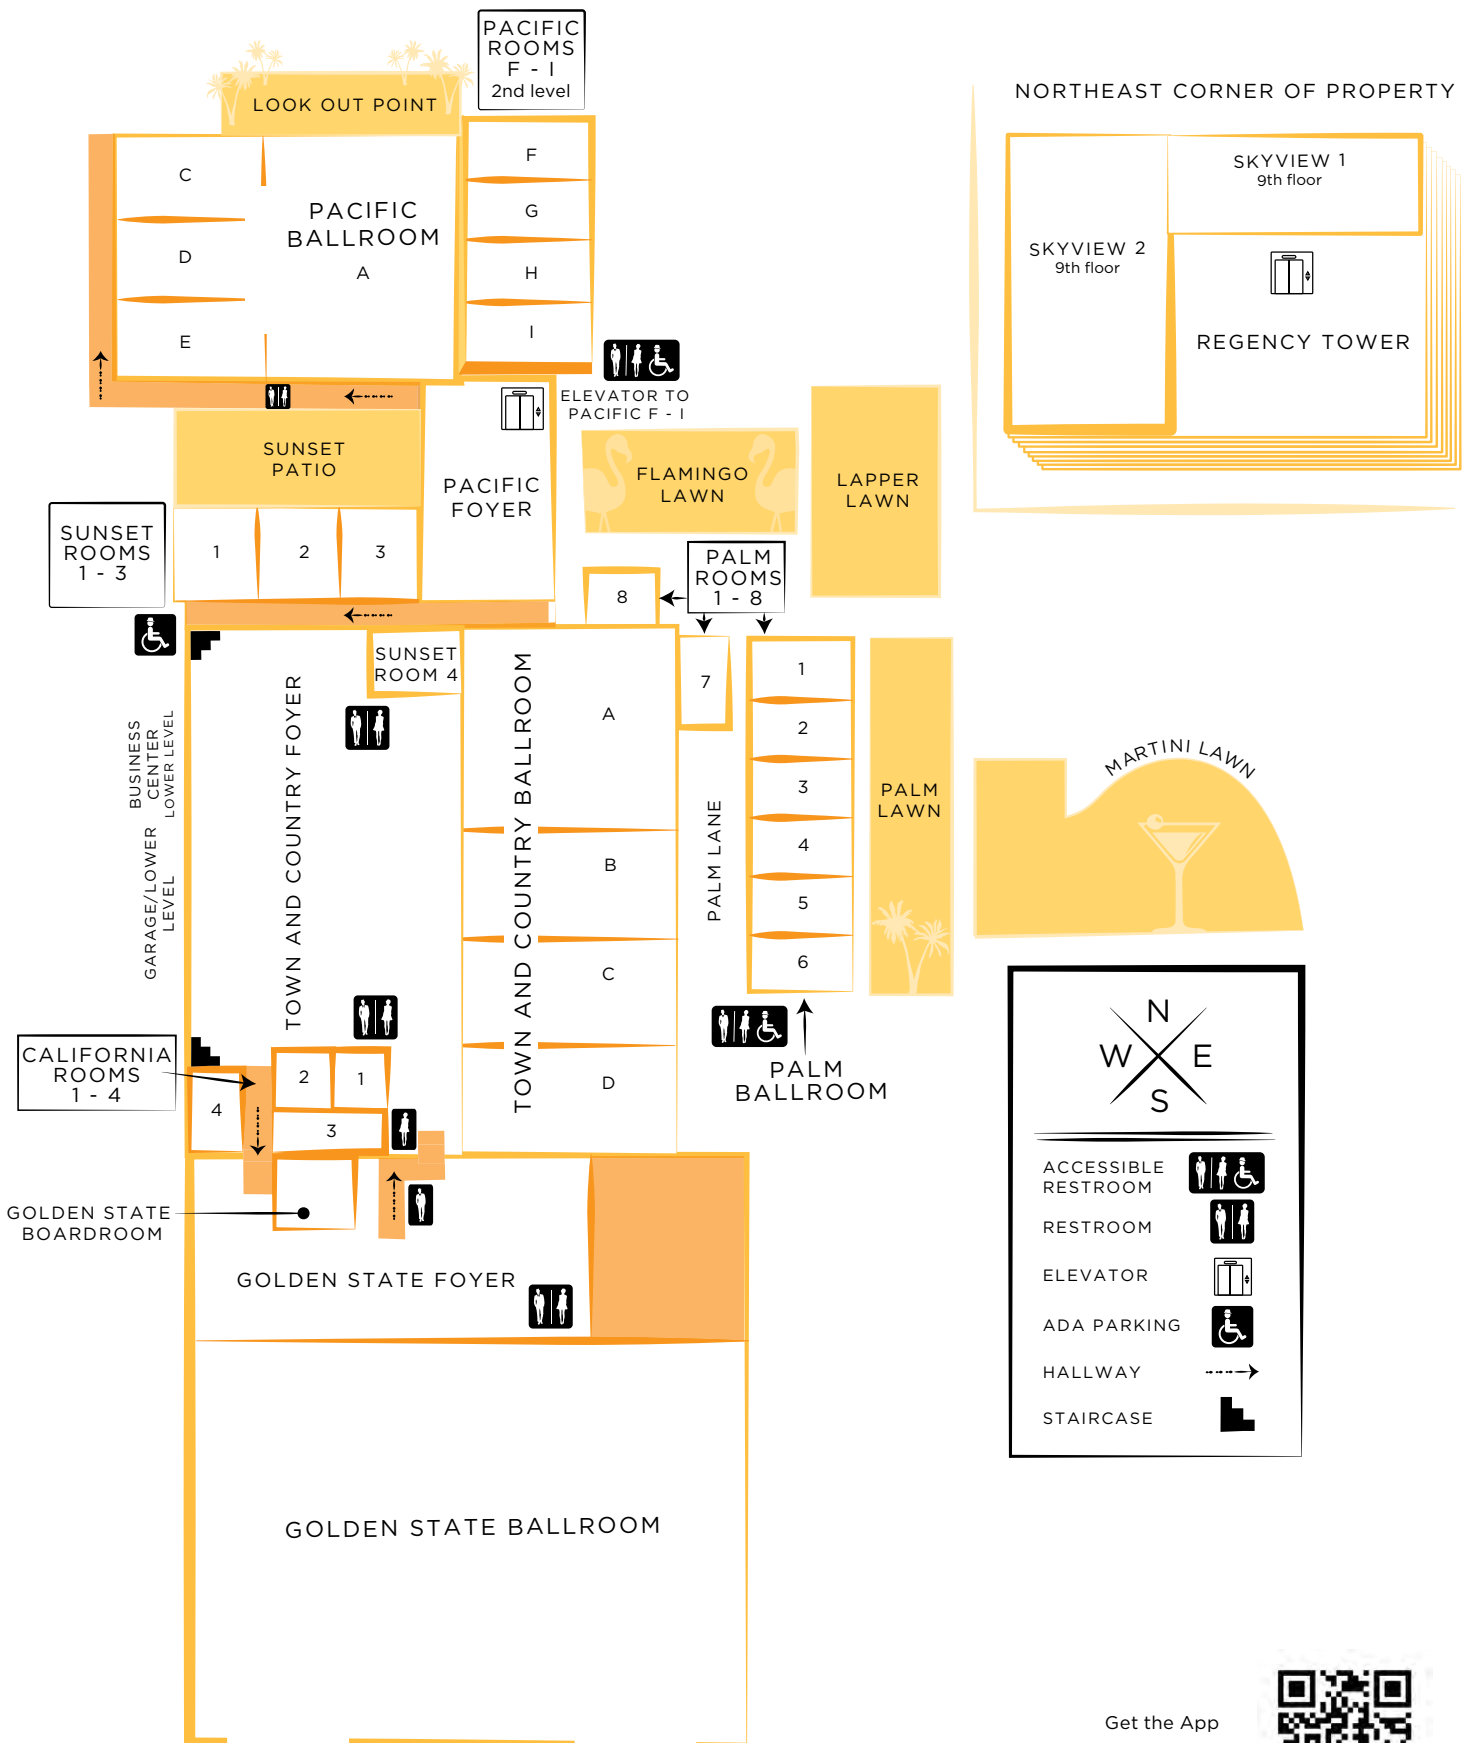 PACIFIC
ROOMS
F - I
2nd level
LOOK OUT POINT
NORTHEAST CORNER OF PROPERTY
C
D
E
PACIFIC
BALLROOM
A
F
G
H
I
SKYVIEW 1
9th floor
SKYVIEW 2
9th floor
REGENCY TOWER
ELEVATOR TO
PACIFIC F - I
SUNSET
PATIO
PACIFIC
FOYER
FLAMINGO
LAWN
LAPPER
LAWN
SUNSET
ROOMS
1 - 3
1
2
3
PALM
ROOMS
1 - 8
8
7
SUNSET
ROOM 4
TOWN AND COUNTRY FOYER
TOWN AND COUNTRY BALLROOM
A
B
C
D
PALM LANE
1
2
3
4
5
6
PALM
LAWN
MARTINI LAWN
BUSINESS
CENTER
LOWER LEVEL
GARAGE/LOWER
LEVEL
PALM
BALLROOM
CALIFORNIA
ROOMS
1 - 4
4
2
1
3
GOLDEN STATE
BOARDROOM
GOLDEN STATE FOYER
GOLDEN STATE BALLROOM
N
W
E
S
ACCESSIBLE
RESTROOM
RESTROOM
ELEVATOR
ADA PARKING
HALLWAY
STAIRCASE
Get the App